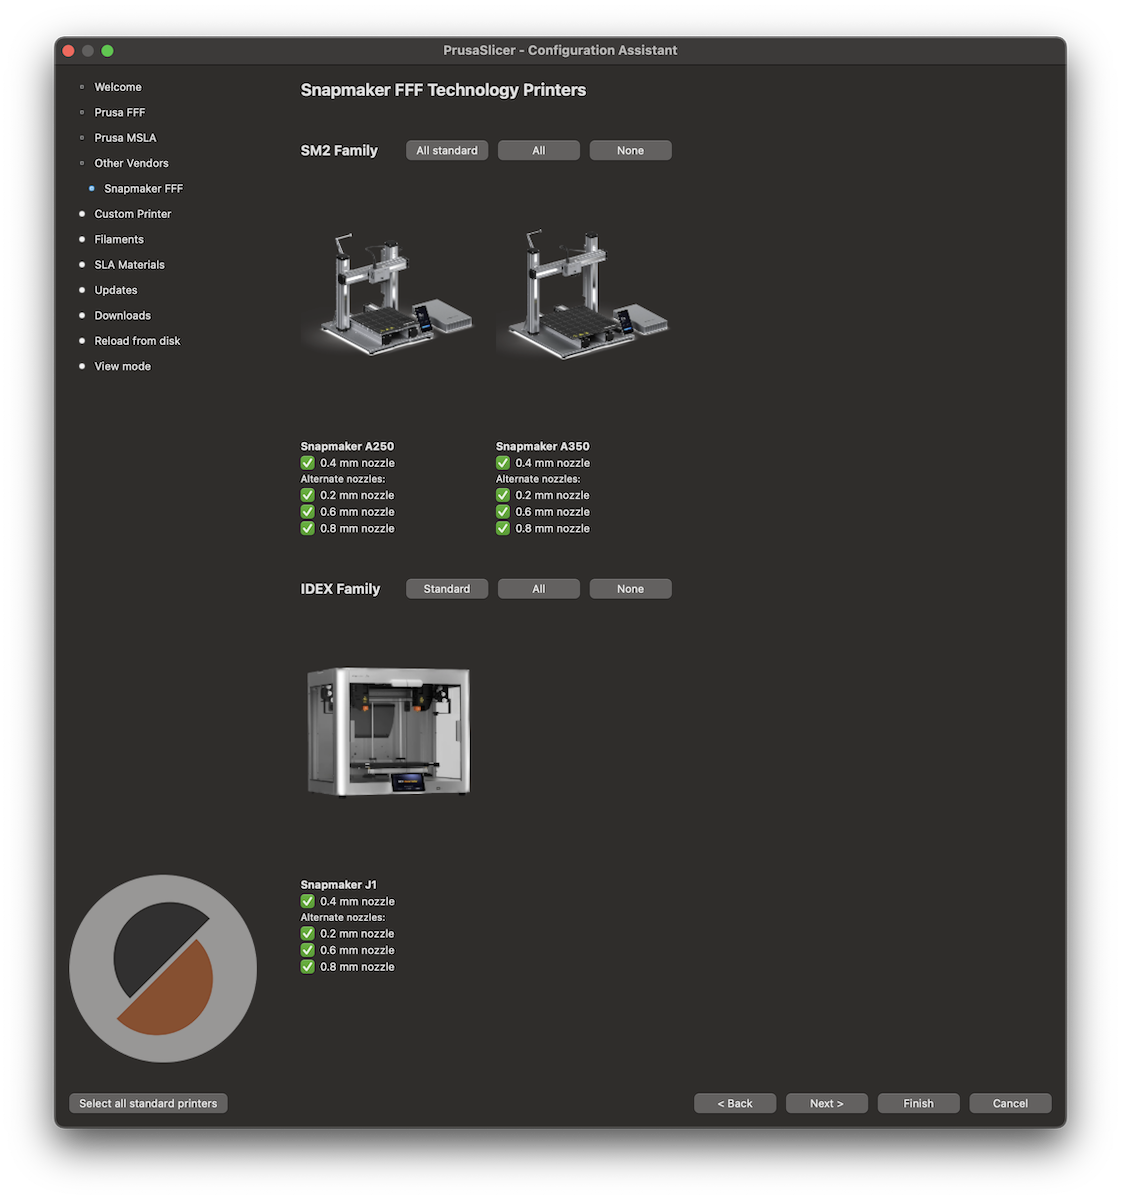 PrusaSlicer - Configuration Assistant
Welcome
Prusa FFF
Prusa MSLA
Other Vendors
Snapmaker FFF
Custom Printer
Filaments
SLA Materials
Updates
Downloads
Reload from disk
View mode
Snapmaker FFF Technology Printers
SM2 Family All standard All None
Snapmaker A250 Snapmaker A350
0.4 mm nozzle 0.4 mm nozzle
Alternate nozzles: Alternate nozzles:
0.2 mm nozzle 0.2 mm nozzle
0.6 mm nozzle 0.6 mm nozzle
0.8 mm nozzle 0.8 mm nozzle
IDEX Family Standard All None
Snapmaker J1
0.4 mm nozzle
Alternate nozzles:
0.2 mm nozzle
0.6 mm nozzle
0.8 mm nozzle
Select all standard printers < Back Next > Finish Cancel